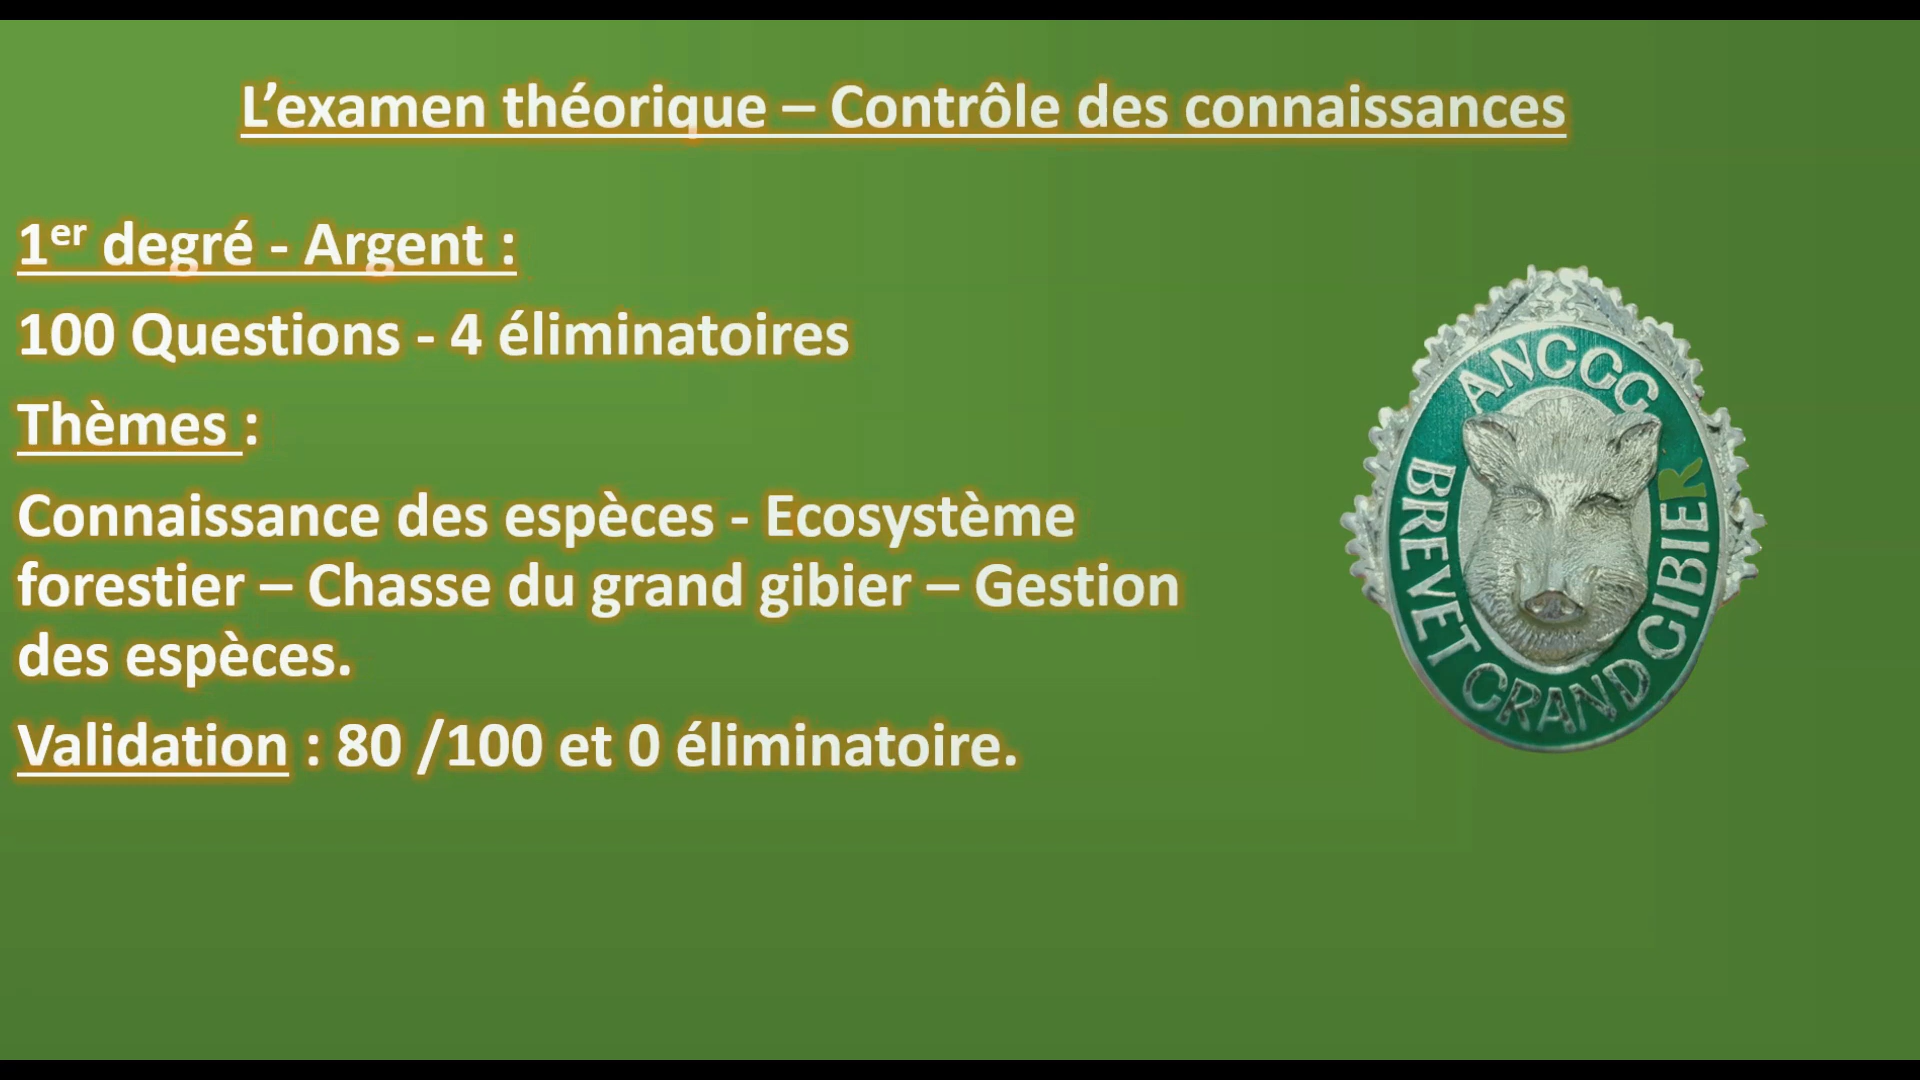 L’examen théorique – Contrôle des connaissances
1er degré - Argent :
100 Questions - 4 éliminatoires
Thèmes :
Connaissance des espèces - Ecosystème
forestier – Chasse du grand gibier – Gestion
des espèces.
Validation : 80 /100 et 0 éliminatoire.
ANCGG
BREVET GRAND GIBIER